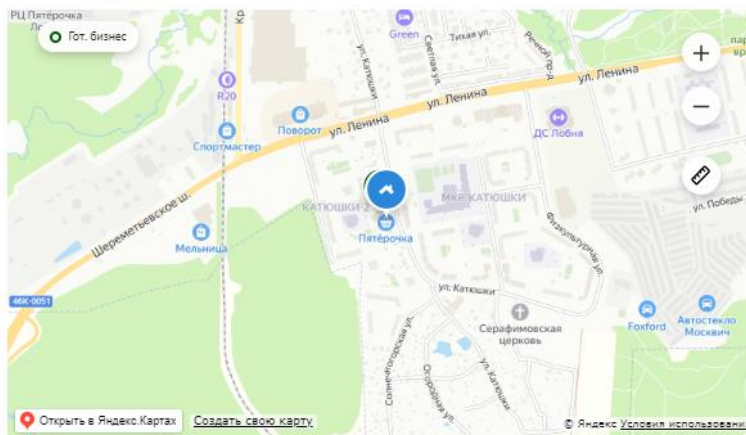 РЦ Пятёрочка
Гот. бизнес
Green
Тихая ул.
Светлая ул.
Речной пр-д
ул. Катюшки
ул. Ленина
ул. Ленина
ул. Ленина
R20
Поворот
Спортмастер
ДС Лобня
Шереметьевское ш.
КАТЮШКИ-2
МКР. КАТЮШКИ
Пятёрочка
Мельница
Физкультурная ул.
ул. Победы
46К-0051
ул. Катюшки
Серафимовская
церковь
Foxford
Автостекло
Москвич
Солнечногорская ул.
Огородная ул.
ул. Катюшки
Открыть в Яндекс.Картах
Создать свою карту
© Яндекс Условия использовани